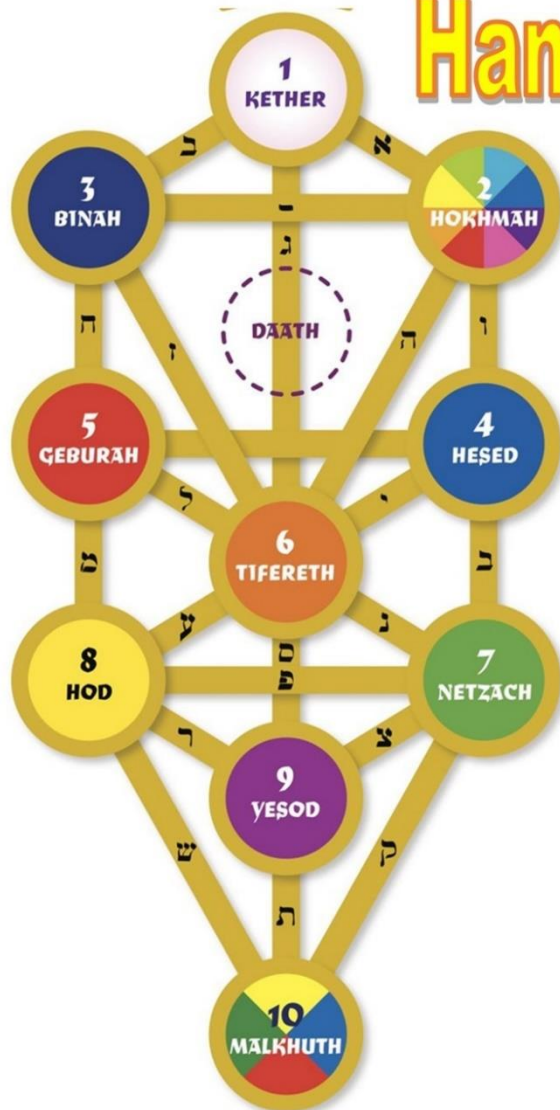 Han
1
KETHER
ב
א
3
BINAH
2
HOKHMAH
ג
DAATH
ח
ז
ה
ו
5
GEBURAH
4
HESED
ל
י
6
TIFERETH
מ
8
HOD
7
NETZACH
ס
ר
צ
9
YESOD
ש
ק
ת
10
MALKHUTH